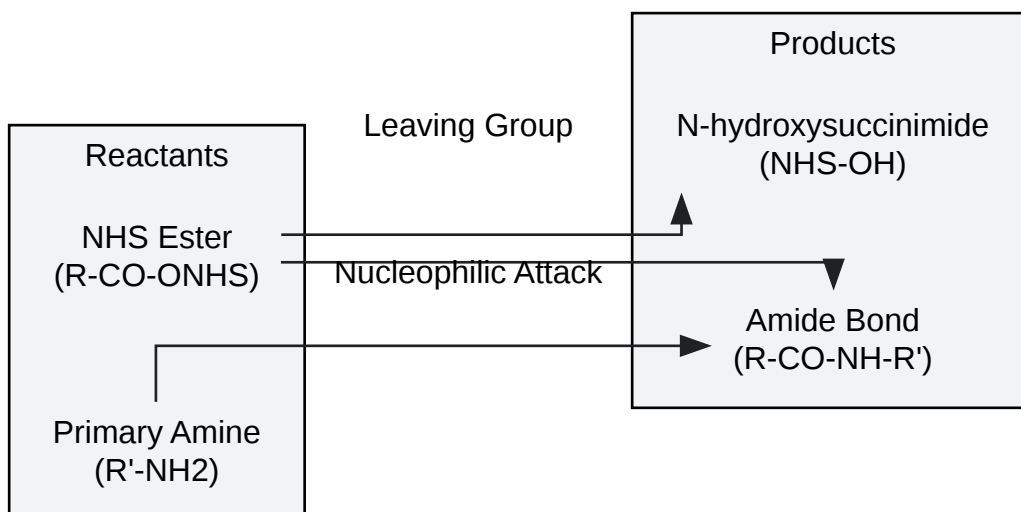 Products
Leaving Group
N-hydroxysuccinimide
(NHS-OH)
Reactants
NHS Ester
(R-CO-ONHS)
Nucleophilic Attack
Amide Bond
(R-CO-NH-R')
Primary Amine
(R'-NH2)